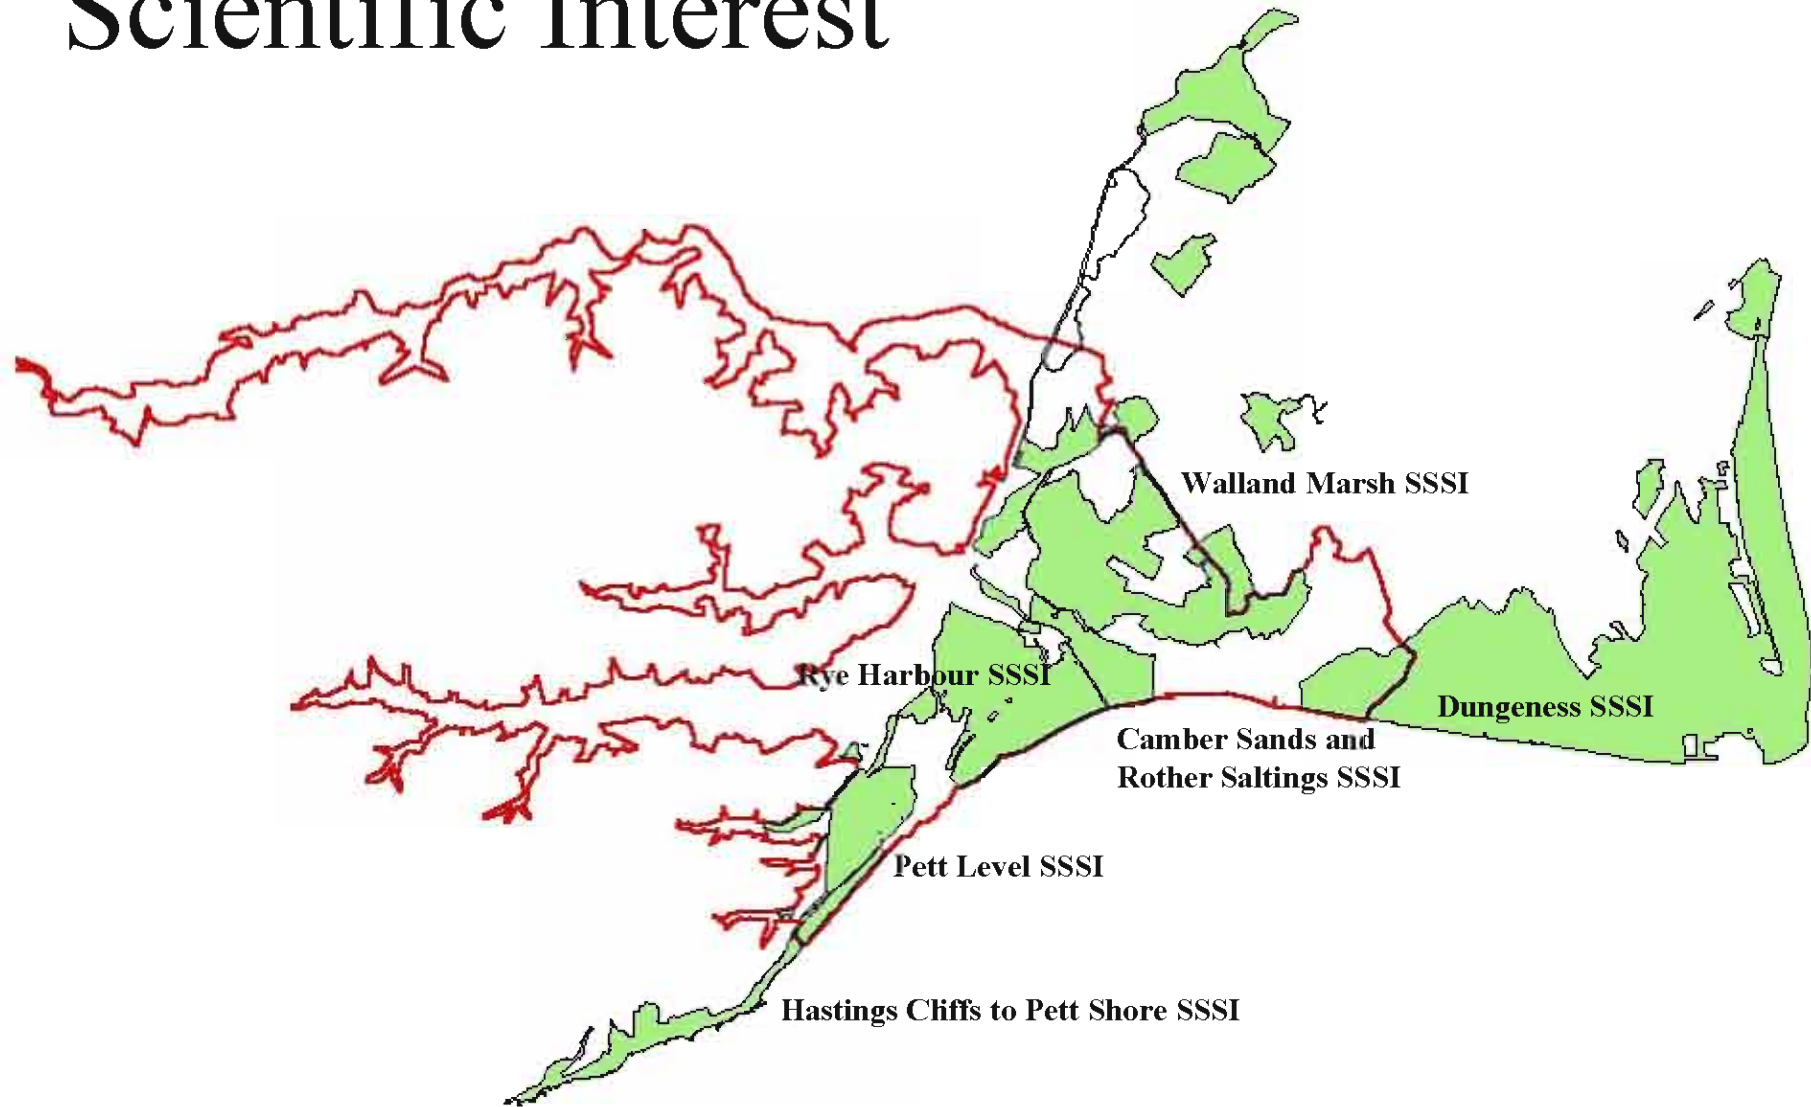 Scientific Interest
Walland Marsh SSSI
Rye Harbour SSSI
Dungeness SSSI
Camber Sands and
Rother Saltings SSSI
Pett Level SSSI
Hastings Cliffs to Pett Shore SSSI